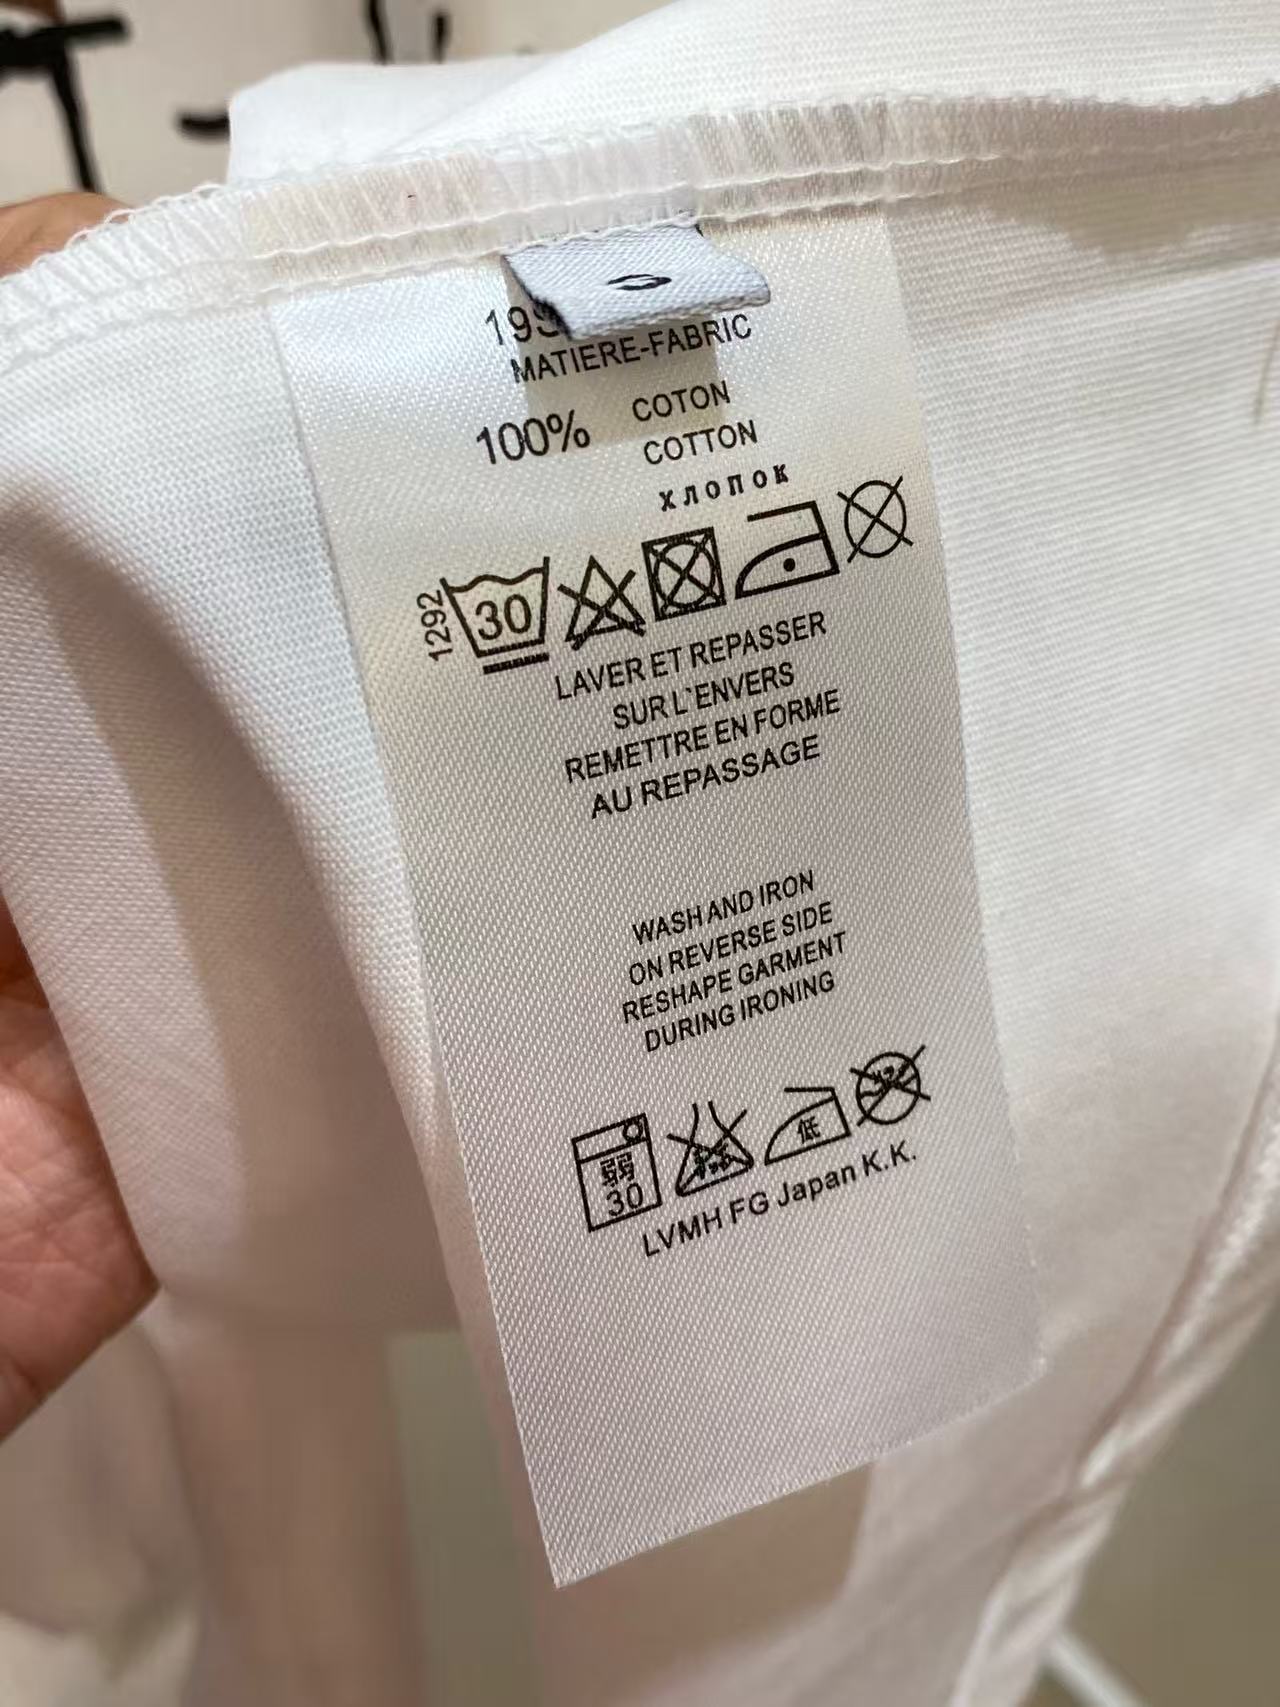 MATIERE-FABRIC
100% COTON
COTTON
хлопок
1292
30
LAVER ET REPASSER
SUR L`ENVERS
REMETTRE EN FORME
AU REPASSAGE
WASH AND IRON
ON REVERSE SIDE
RESHAPE GARMENT
DURING IRONING
弱
30
低
LVMH FG Japan K.K.